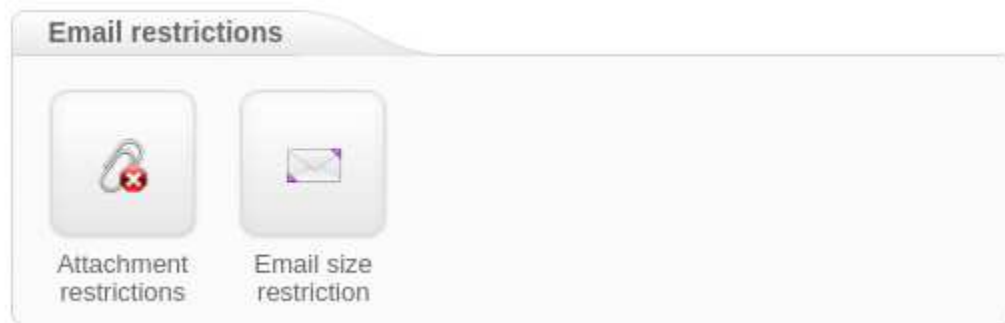 Email restrictions
Attachment
restrictions
Email size
restriction